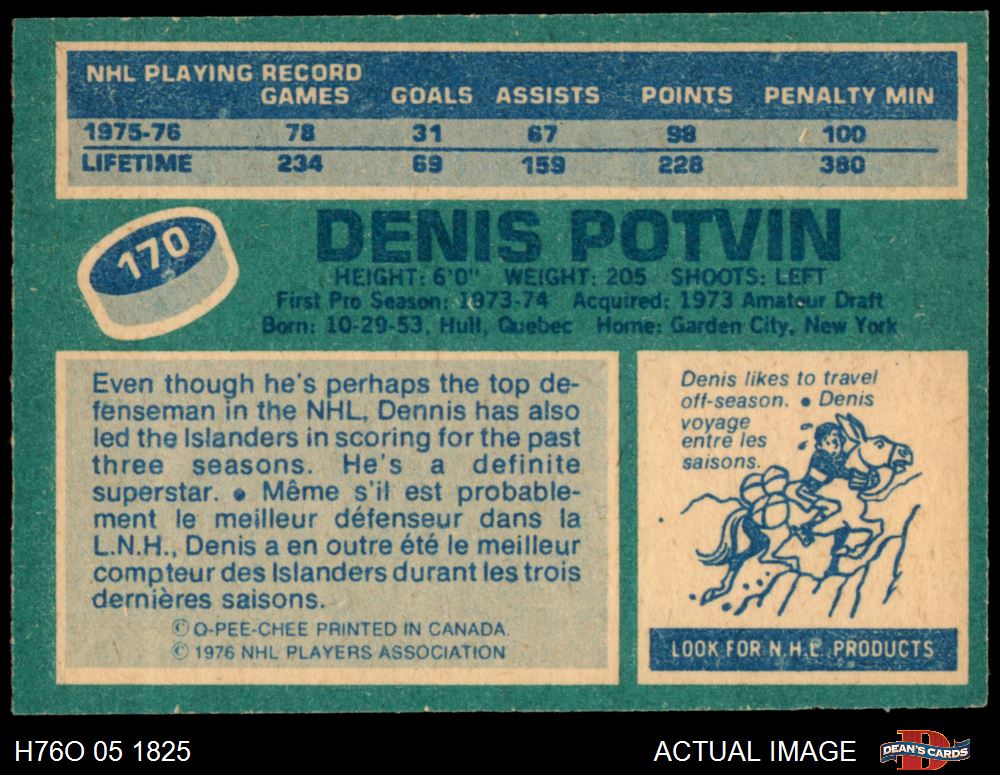 NHL PLAYING RECORD
GAMES GOALS ASSISTS POINTS PENALTY MIN
1975-76 78 31 67 98 100
LIFETIME 234 69 159 228 380
170
DENIS POTVIN
HEIGHT: 6'0" WEIGHT: 205 SHOOTS: LEFT
First Pro Season: 1973-74 Acquired: 1973 Amateur Draft
Born: 10-29-53, Hull, Quebec Home: Garden City, New York
Even though he's perhaps the top de-
fenseman in the NHL, Dennis has also
led the Islanders in scoring for the past
three seasons. He's a definite
superstar. • Même s'il est probable-
ment le meilleur défenseur dans la
L.N.H., Denis a en outre été le meilleur
compteur des Islanders durant les trois
dernières saisons.
© O-PEE-CHEE PRINTED IN CANADA.
© 1976 NHL PLAYERS ASSOCIATION
Denis likes to travel
off-season. • Denis
voyage
entre les
saisons.
LOOK FOR N.H.L. PRODUCTS
H76O 05 1825
ACTUAL IMAGE
DEAN'S CARDS